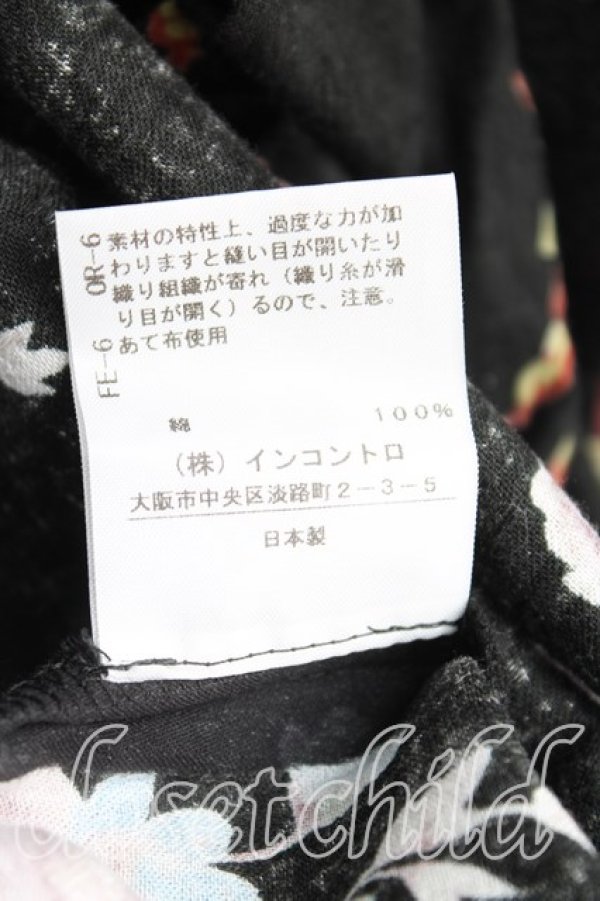 OR-6
素材の特性上、過度な力が加
わりますと縫い目が開いたり
織り組織が寄れ（織り糸が滑
り目が開く）るので、注意。
FE-6
あて布使用
綿 100%
（株）インコントロ
大阪市中央区淡路町2-3-5
日本製
closetchild